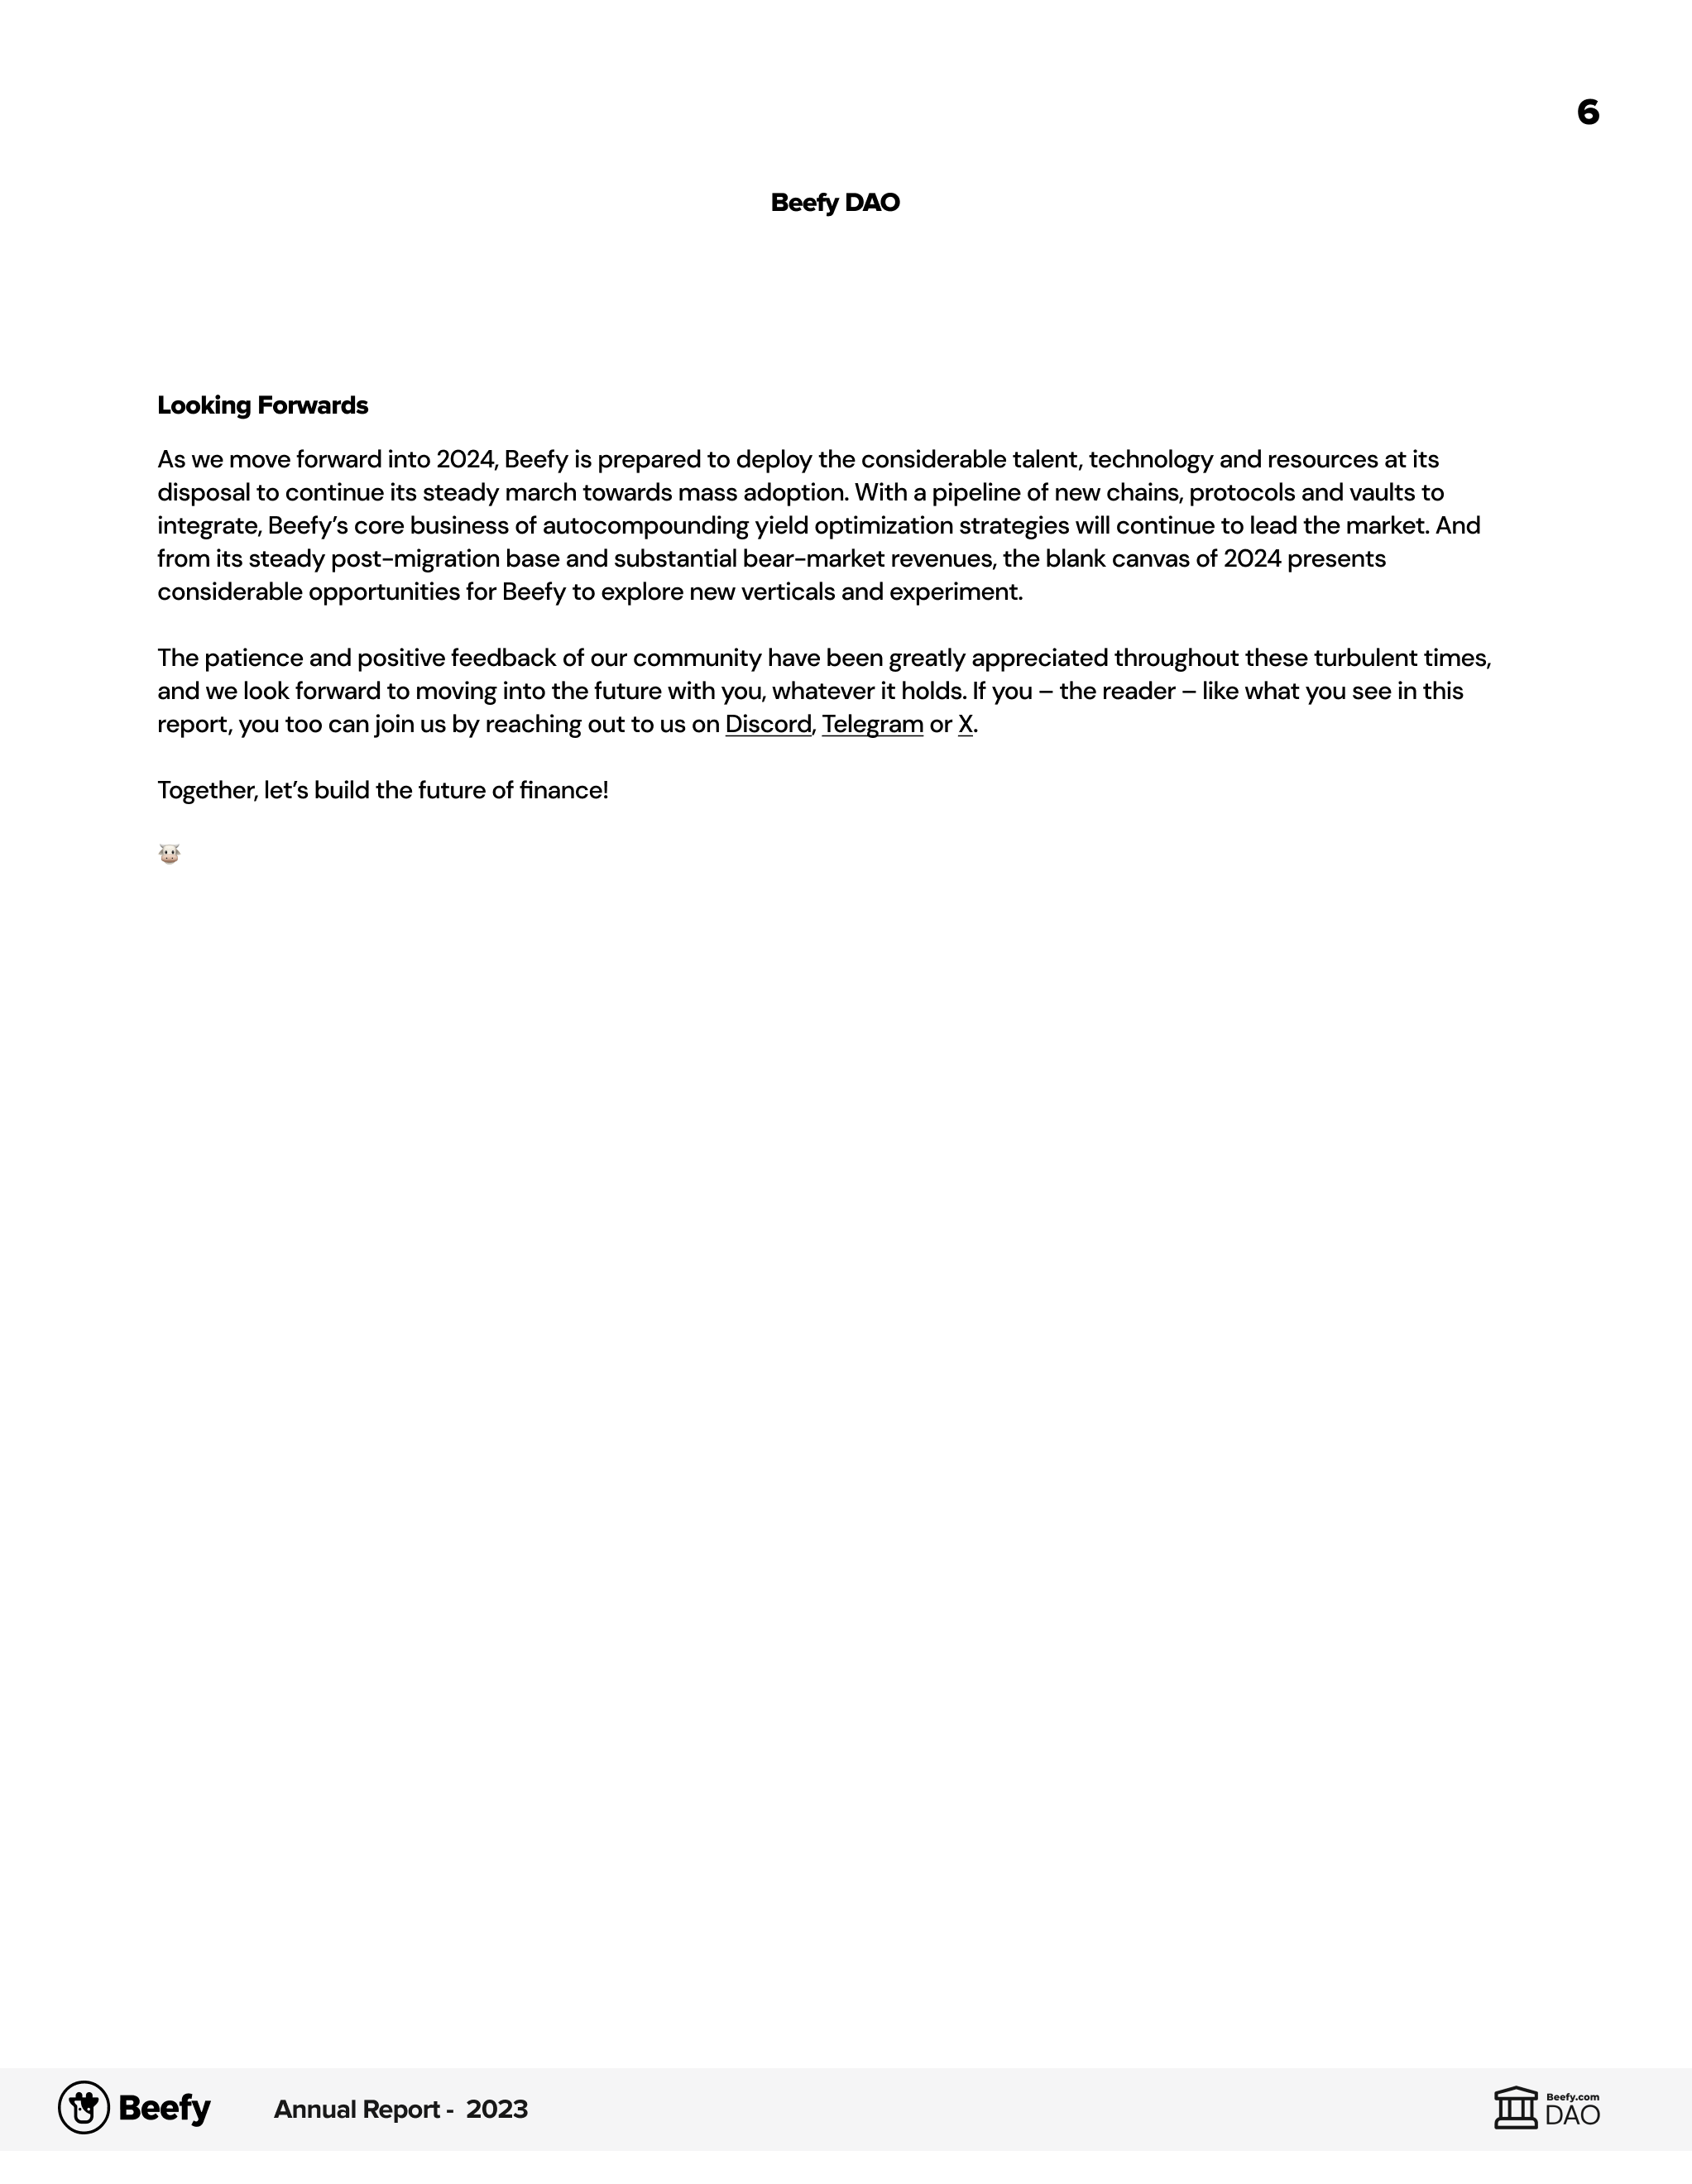 6
Beefy DAO
Looking Forwards
As we move forward into 2024, Beefy is prepared to deploy the considerable talent, technology and resources at its
disposal to continue its steady march towards mass adoption. With a pipeline of new chains, protocols and vaults to
integrate, Beefy’s core business of autocompounding yield optimization strategies will continue to lead the market. And
from its steady post-migration base and substantial bear-market revenues, the blank canvas of 2024 presents
considerable opportunities for Beefy to explore new verticals and experiment.
The patience and positive feedback of our community have been greatly appreciated throughout these turbulent times,
and we look forward to moving into the future with you, whatever it holds. If you – the reader – like what you see in this
report, you too can join us by reaching out to us on Discord, Telegram or X.
Together, let’s build the future of finance!
🐮
Beefy Annual Report - 2023
Beefy.com
DAO